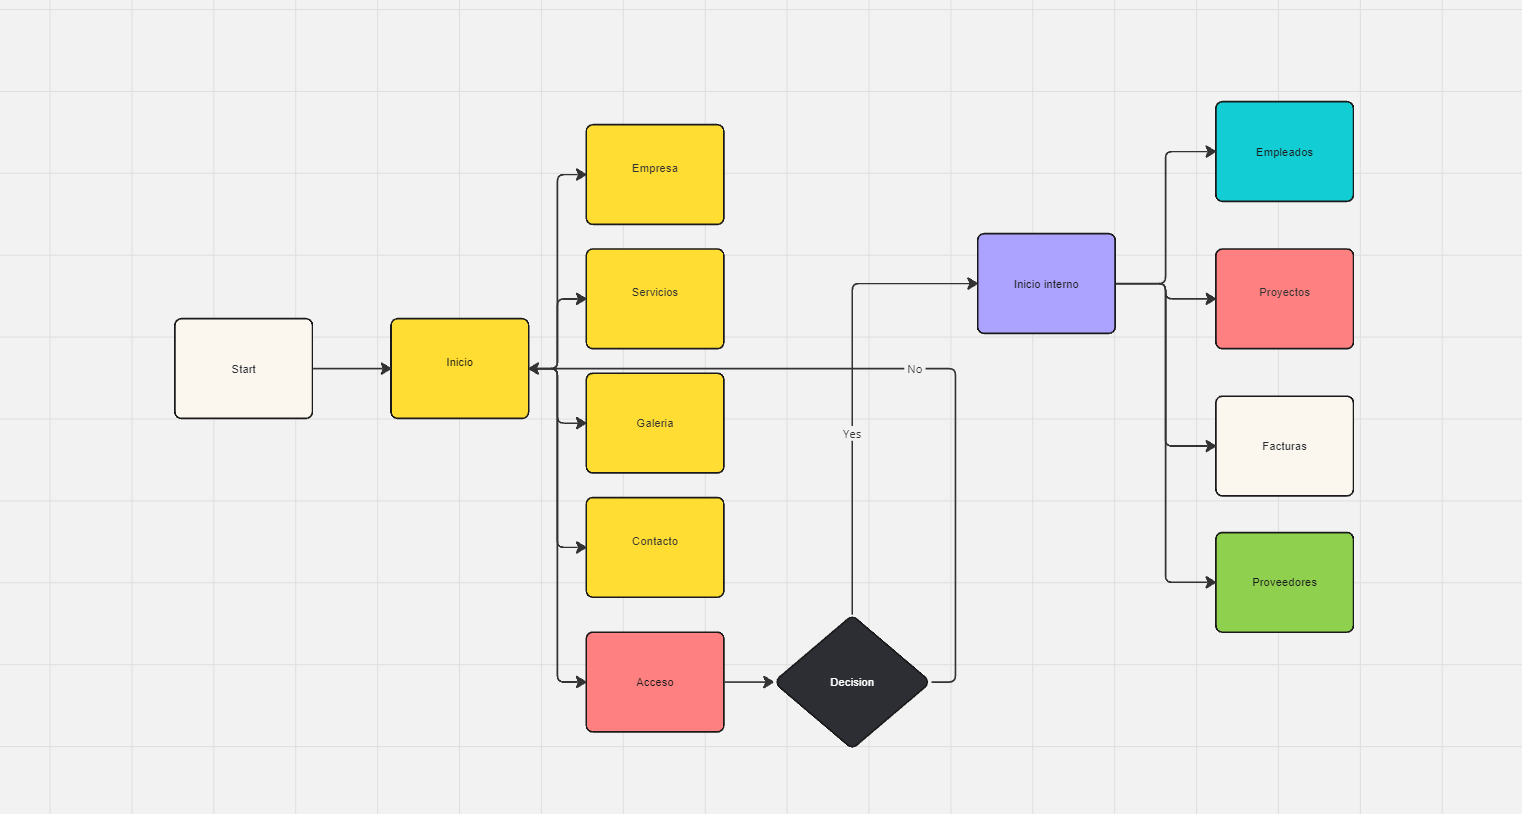 Start
Inicio
Empresa
Servicios
Galeria
Contacto
Acceso
Decision
Yes
No
Inicio interno
Empleados
Proyectos
Facturas
Proveedores